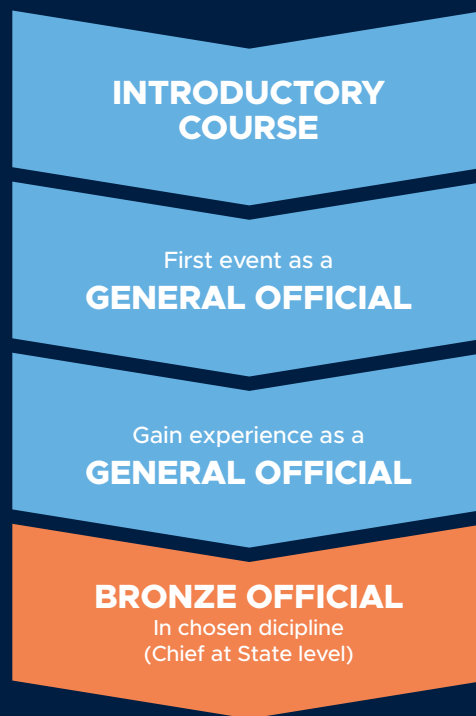 INTRODUCTORY
COURSE
First event as a
GENERAL OFFICIAL
Gain experience as a
GENERAL OFFICIAL
BRONZE OFFICIAL
In chosen dicipline
(Chief at State level)